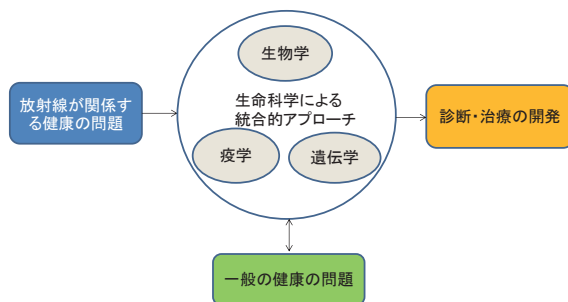 生物学
放射線が関係す
る健康の問題
生命科学による
統合的アプローチ
診断・治療の開発
疫学
遺伝学
一般の健康の問題